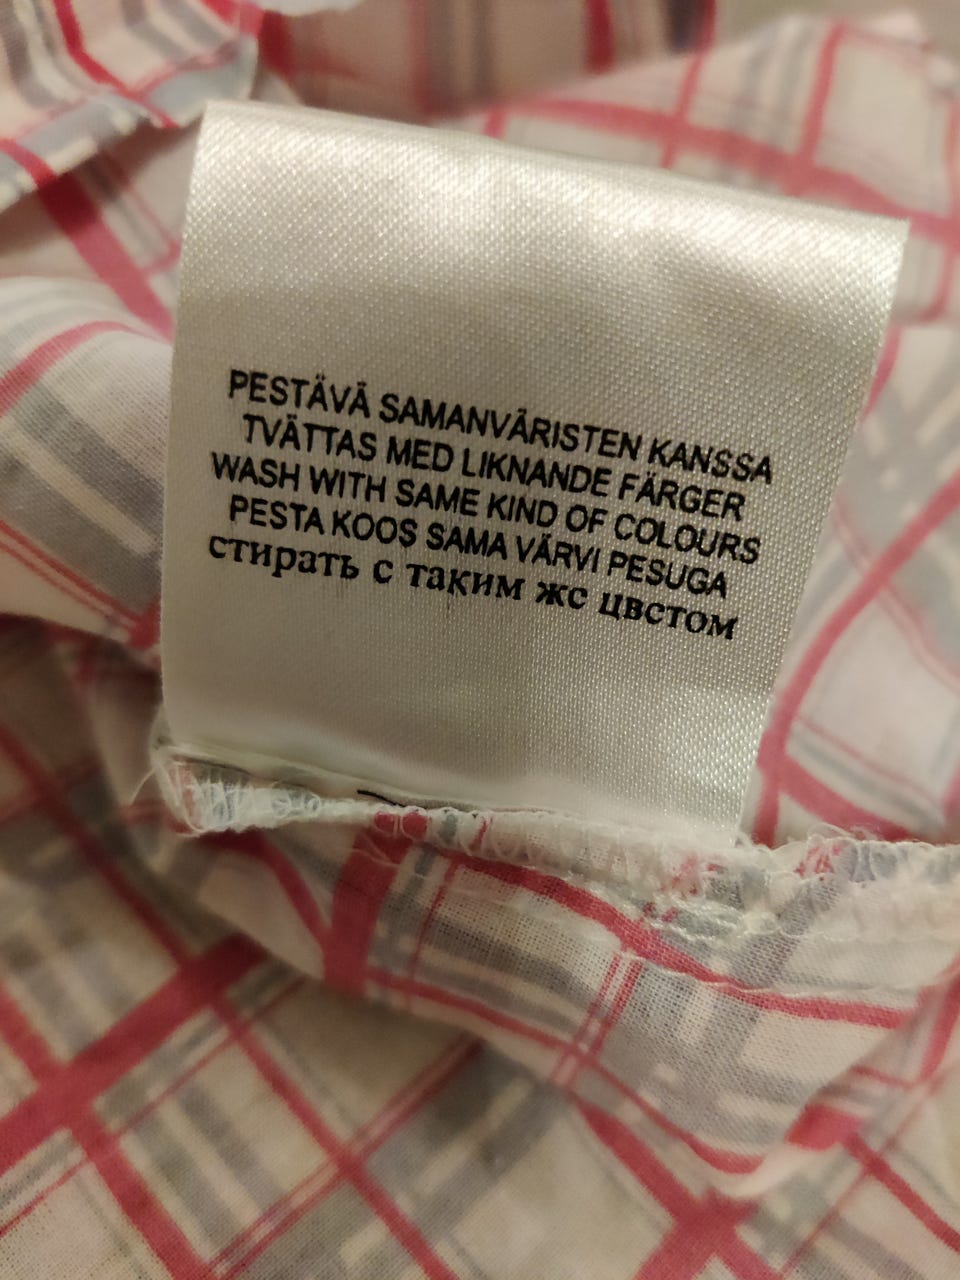 PESTÄVÄ SAMANVÄRISTEN KANSSA
TVÄTTAS MED LIKNANDE FÄRGER
WASH WITH SAME KIND OF COLOURS
PESTA KOOS SAMA VÄRVI PESUGA
стирать с таким жс цвстом